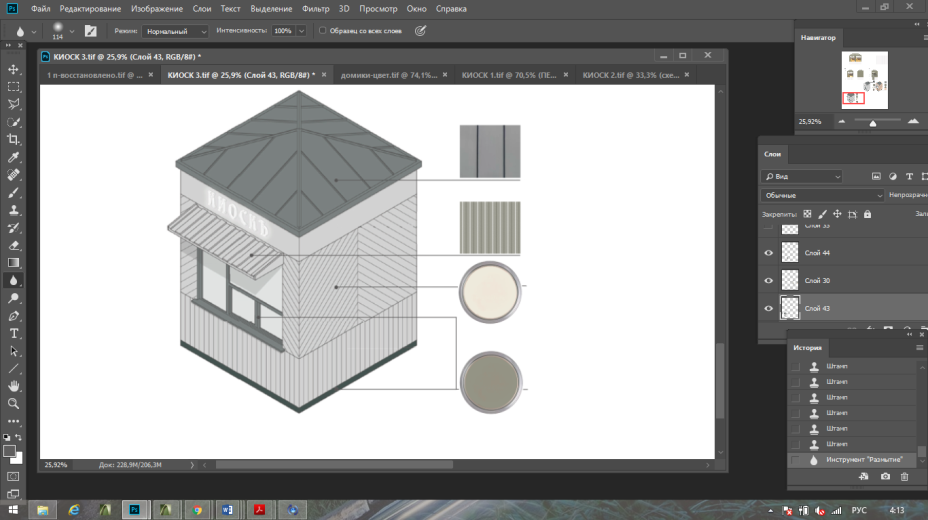 Ps Файл Редактирование Изображение Слои Текст Выделение Фильтр 3D Просмотр Окно Справка
114 Режим: Нормальный Интенсивность: 100% Образец со всех слоев
КИОСК 3.tif @ 25,9% (Слой 43, RGB/8#) *
1 п-восстановлено.tif @ ... × КИОСК 3.tif @ 25,9% (Слой 43, RGB/8#) * × домики-цвет.tif @ 74,1%... × КИОСК 1.tif @ 70,5% (ПЕ... × КИОСК 2.tif @ 33,3% (схе... ×
КИОСКЪ
25,92% Док: 228,9M/206,3M
Навигатор
25,92%
Слои
Вид
Обычные Непрозрачн
Закрепить:
Слой 44
Слой 30
Слой 43
История
Штамп
Штамп
Штамп
Штамп
Штамп
Штамп
Инструмент "Размытие"
РУС 4:13